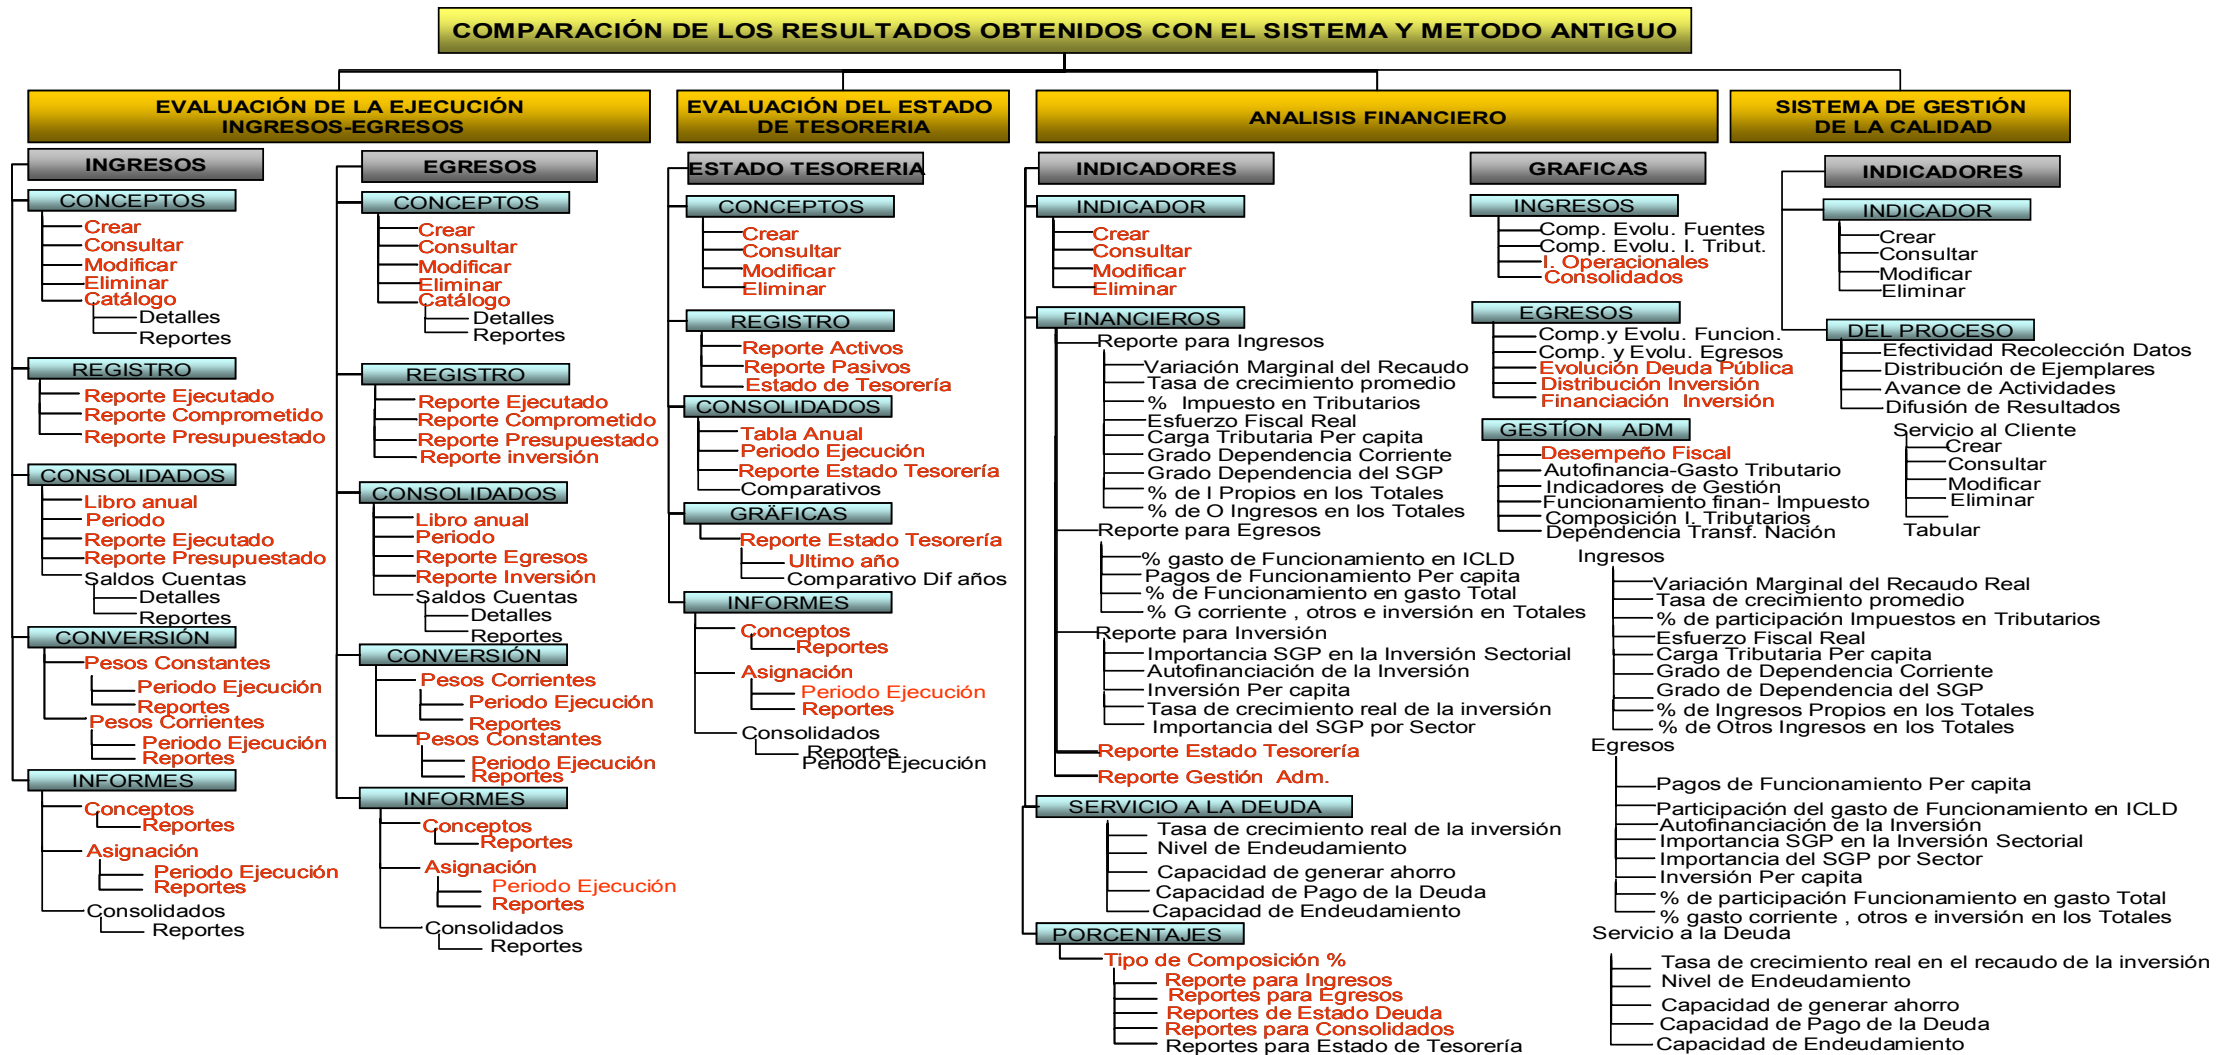 COMPARACIÓN DE LOS RESULTADOS OBTENIDOS CON EL SISTEMA Y METODO ANTIGUO
EVALUACIÓN DE LA EJECUCIÓN
INGRESOS-EGRESOS
INGRESOS
CONCEPTOS
Crear
Consultar
Modificar
Eliminar
Catálogo
Detalles
Reportes
REGISTRO
Reporte Ejecutado
Reporte Comprometido
Reporte Presupuestado
CONSOLIDADOS
Libro anual
Periodo
Reporte Ejecutado
Reporte Presupuestado
Saldos Cuentas
Detalles
Reportes
CONVERSIÓN
Pesos Constantes
Periodo Ejecución
Reportes
Pesos Corrientes
Periodo Ejecución
Reportes
INFORMES
Conceptos
Reportes
Asignación
Periodo Ejecución
Reportes
Consolidados
Reportes
EGRESOS
CONCEPTOS
Crear
Consultar
Modificar
Eliminar
Catálogo
Detalles
Reportes
REGISTRO
Reporte Ejecutado
Reporte Comprometido
Reporte Presupuestado
Reporte inversión
CONSOLIDADOS
Libro anual
Periodo
Reporte Egresos
Reporte Inversión
Saldos Cuentas
Detalles
Reportes
CONVERSIÓN
Pesos Corrientes
Periodo Ejecución
Reportes
Pesos Constantes
Periodo Ejecución
Reportes
INFORMES
Conceptos
Reportes
Asignación
Periodo Ejecución
Reportes
Consolidados
Reportes
EVALUACIÓN DEL ESTADO
DE TESORERIA
ESTADO TESORERIA
CONCEPTOS
Crear
Consultar
Modificar
Eliminar
REGISTRO
Reporte Activos
Reporte Pasivos
Estado de Tesorería
CONSOLIDADOS
Tabla Anual
Periodo Ejecución
Reporte Estado Tesorería
Comparativos
GRÄFICAS
Reporte Estado Tesorería
Ultimo año
Comparativo Dif años
INFORMES
Conceptos
Reportes
Asignación
Periodo Ejecución
Reportes
Consolidados
Reportes
Periodo Ejecución
ANALISIS FINANCIERO
INDICADORES
INDICADOR
Crear
Consultar
Modificar
Eliminar
FINANCIEROS
Reporte para Ingresos
Variación Marginal del Recaudo
Tasa de crecimiento promedio
% Impuesto en Tributarios
Esfuerzo Fiscal Real
Carga Tributaria Per capita
Grado Dependencia Corriente
Grado Dependencia del SGP
% de I Propios en los Totales
% de O Ingresos en los Totales
Reporte para Egresos
% gasto de Funcionamiento en ICLD
Pagos de Funcionamiento Per capita
% de Funcionamiento en gasto Total
% G corriente , otros e inversión en Totales
Reporte para Inversión
Importancia SGP en la Inversión Sectorial
Autofinanciación de la Inversión
Inversión Per capita
Tasa de crecimiento real de la inversión
Importancia del SGP por Sector
Reporte Estado Tesorería
Reporte Gestión Adm.
SERVICIO A LA DEUDA
Tasa de crecimiento real de la inversión
Nivel de Endeudamiento
Capacidad de generar ahorro
Capacidad de Pago de la Deuda
Capacidad de Endeudamiento
PORCENTAJES
Tipo de Composición %
Reporte para Ingresos
Reportes para Egresos
Reportes de Estado Deuda
Reportes para Consolidados
Reportes para Estado de Tesorería
GRAFICAS
INGRESOS
Comp. Evolu. Fuentes
Comp. Evolu. I. Tribut.
I. Operacionales
Consolidados
EGRESOS
Comp.y Evolu. Funcion.
Comp. y Evolu. Egresos
Evolución Deuda Pública
Distribución Inversión
Financiación Inversión
GESTÍON ADM
Desempeño Fiscal
Autofinancia-Gasto Tributario
Indicadores de Gestión
Funcionamiento finan- Impuesto
Composición I. Tributarios
Dependencia Transf. Nación
SISTEMA DE GESTIÓN
DE LA CALIDAD
INDICADORES
INDICADOR
Crear
Consultar
Modificar
Eliminar
DEL PROCESO
Efectividad Recolección Datos
Distribución de Ejemplares
Avance de Actividades
Difusión de Resultados
Servicio al Cliente
Crear
Consultar
Modificar
Eliminar
Tabular
Ingresos
Variación Marginal del Recaudo Real
Tasa de crecimiento promedio
% de participación Impuestos en Tributarios
Esfuerzo Fiscal Real
Carga Tributaria Per capita
Grado de Dependencia Corriente
Grado de Dependencia del SGP
% de Ingresos Propios en los Totales
% de Otros Ingresos en los Totales
Egresos
Pagos de Funcionamiento Per capita
Participación del gasto de Funcionamiento en ICLD
Autofinanciación de la Inversión
Importancia SGP en la Inversión Sectorial
Importancia del SGP por Sector
Inversión Per capita
% de participación Funcionamiento en gasto Total
% gasto corriente , otros e inversión en los Totales
Servicio a la Deuda
Tasa de crecimiento real en el recaudo de la inversión
Nivel de Endeudamiento
Capacidad de generar ahorro
Capacidad de Pago de la Deuda
Capacidad de Endeudamiento